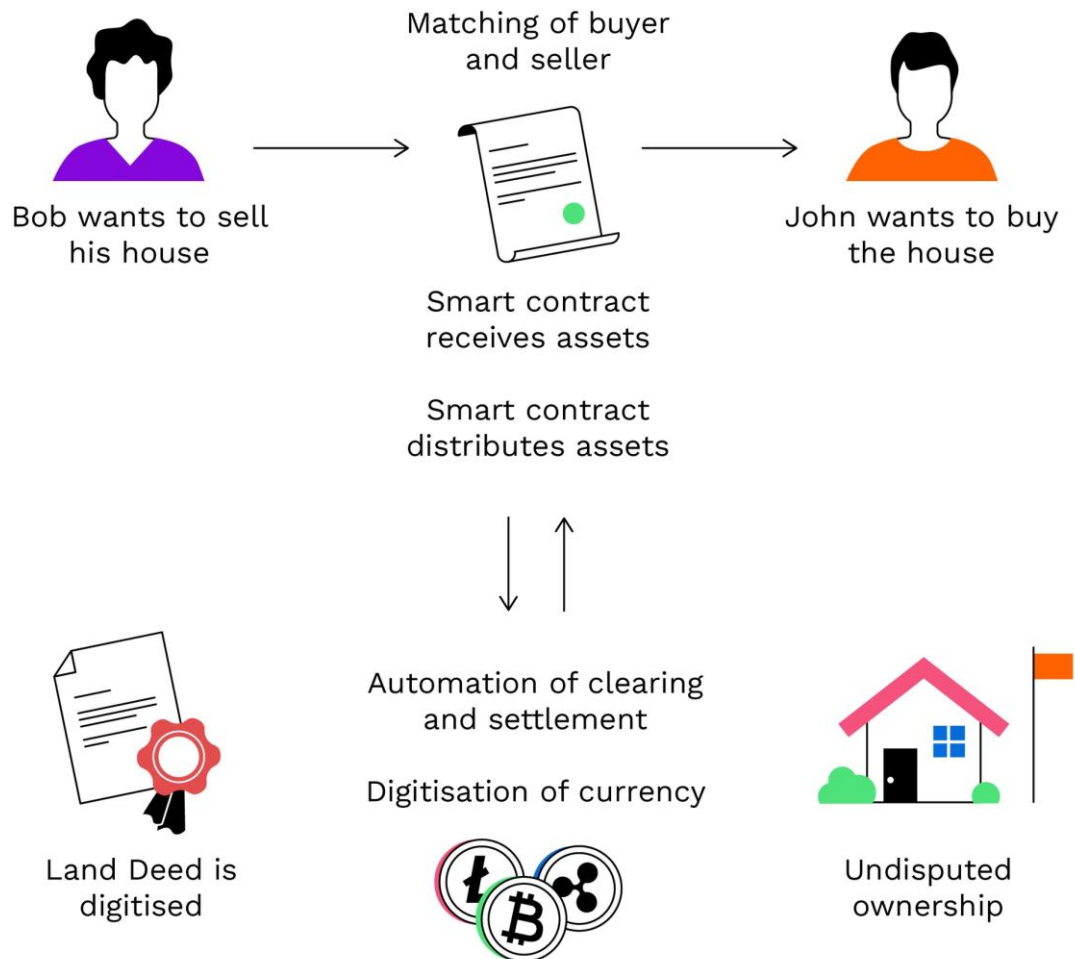 Matching of buyer
and seller
Bob wants to sell
his house
John wants to buy
the house
Smart contract
receives assets
Smart contract
distributes assets
Automation of clearing
and settlement
Digitisation of currency
Land Deed is
digitised
Undisputed
ownership